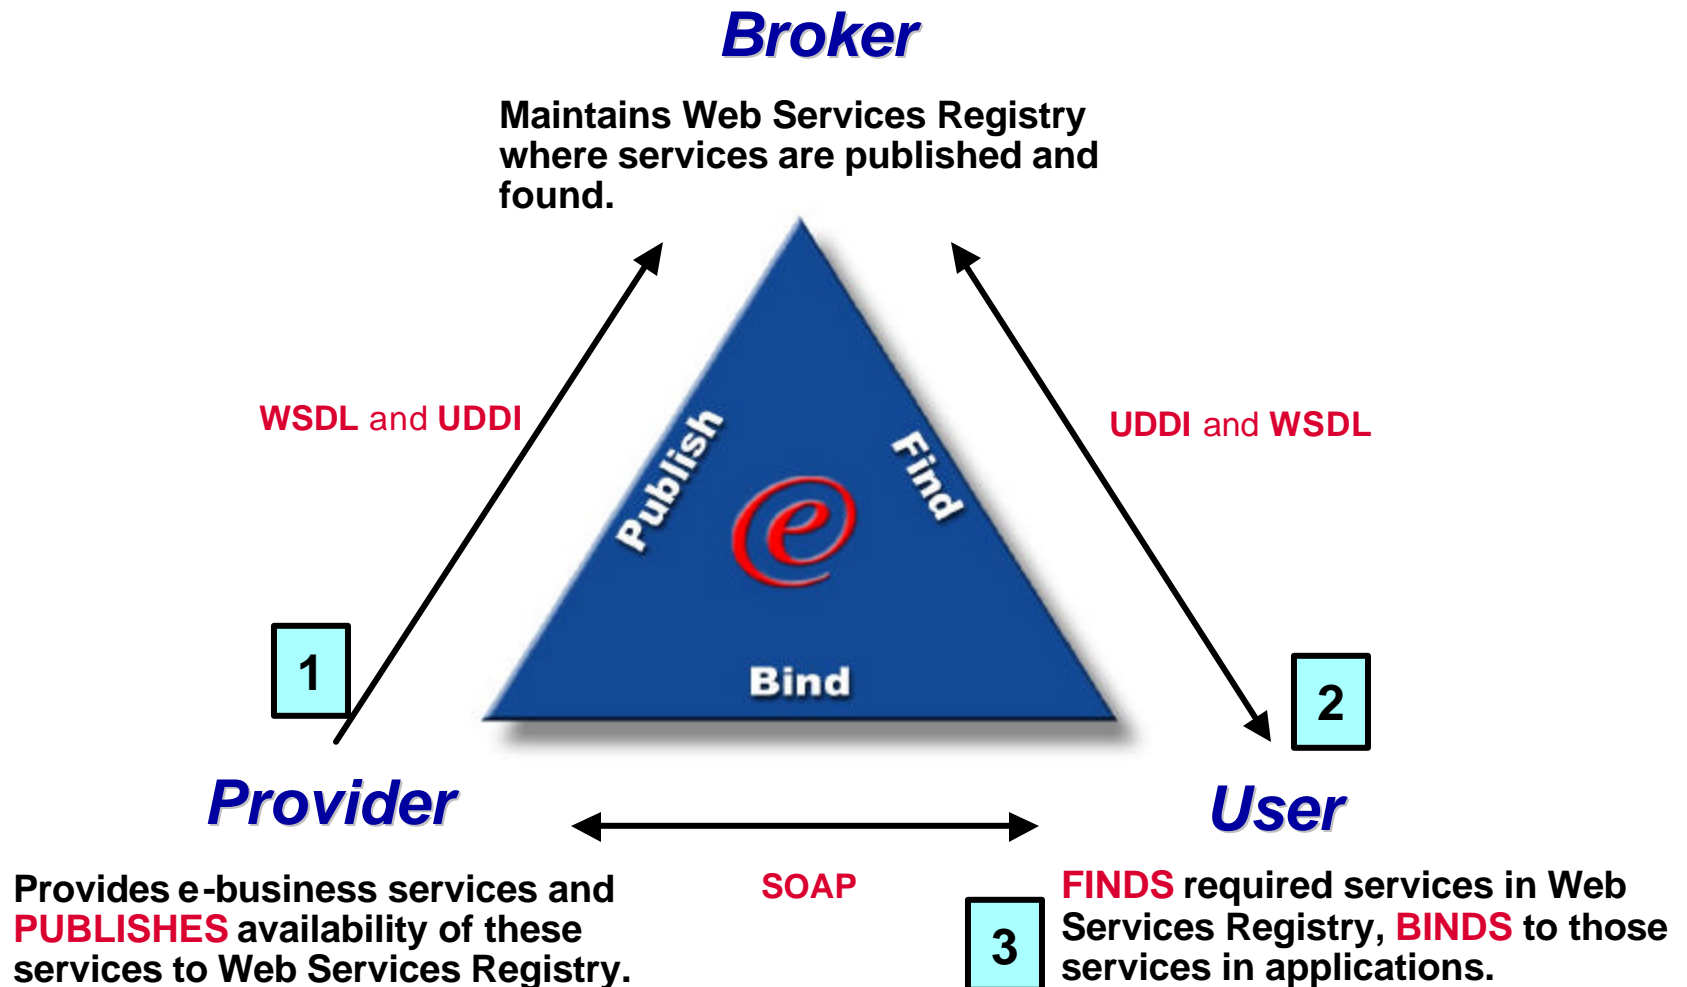 Broker
Maintains Web Services Registry
where services are published and
found.
WSDL and UDDI
UDDI and WSDL
Publish
Find
e
Bind
1
2
Provider
User
SOAP
Provides e-business services and
PUBLISHES availability of these
services to Web Services Registry.
3
FINDS required services in Web
Services Registry, BINDS to those
services in applications.